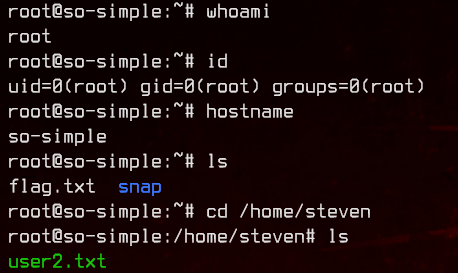 root@so-simple:~# whoami
root
root@so-simple:~# id
uid=0(root) gid=0(root) groups=0(root)
root@so-simple:~# hostname
so-simple
root@so-simple:~# ls
flag.txt  snap
root@so-simple:~# cd /home/steven
root@so-simple:/home/steven# ls
user2.txt